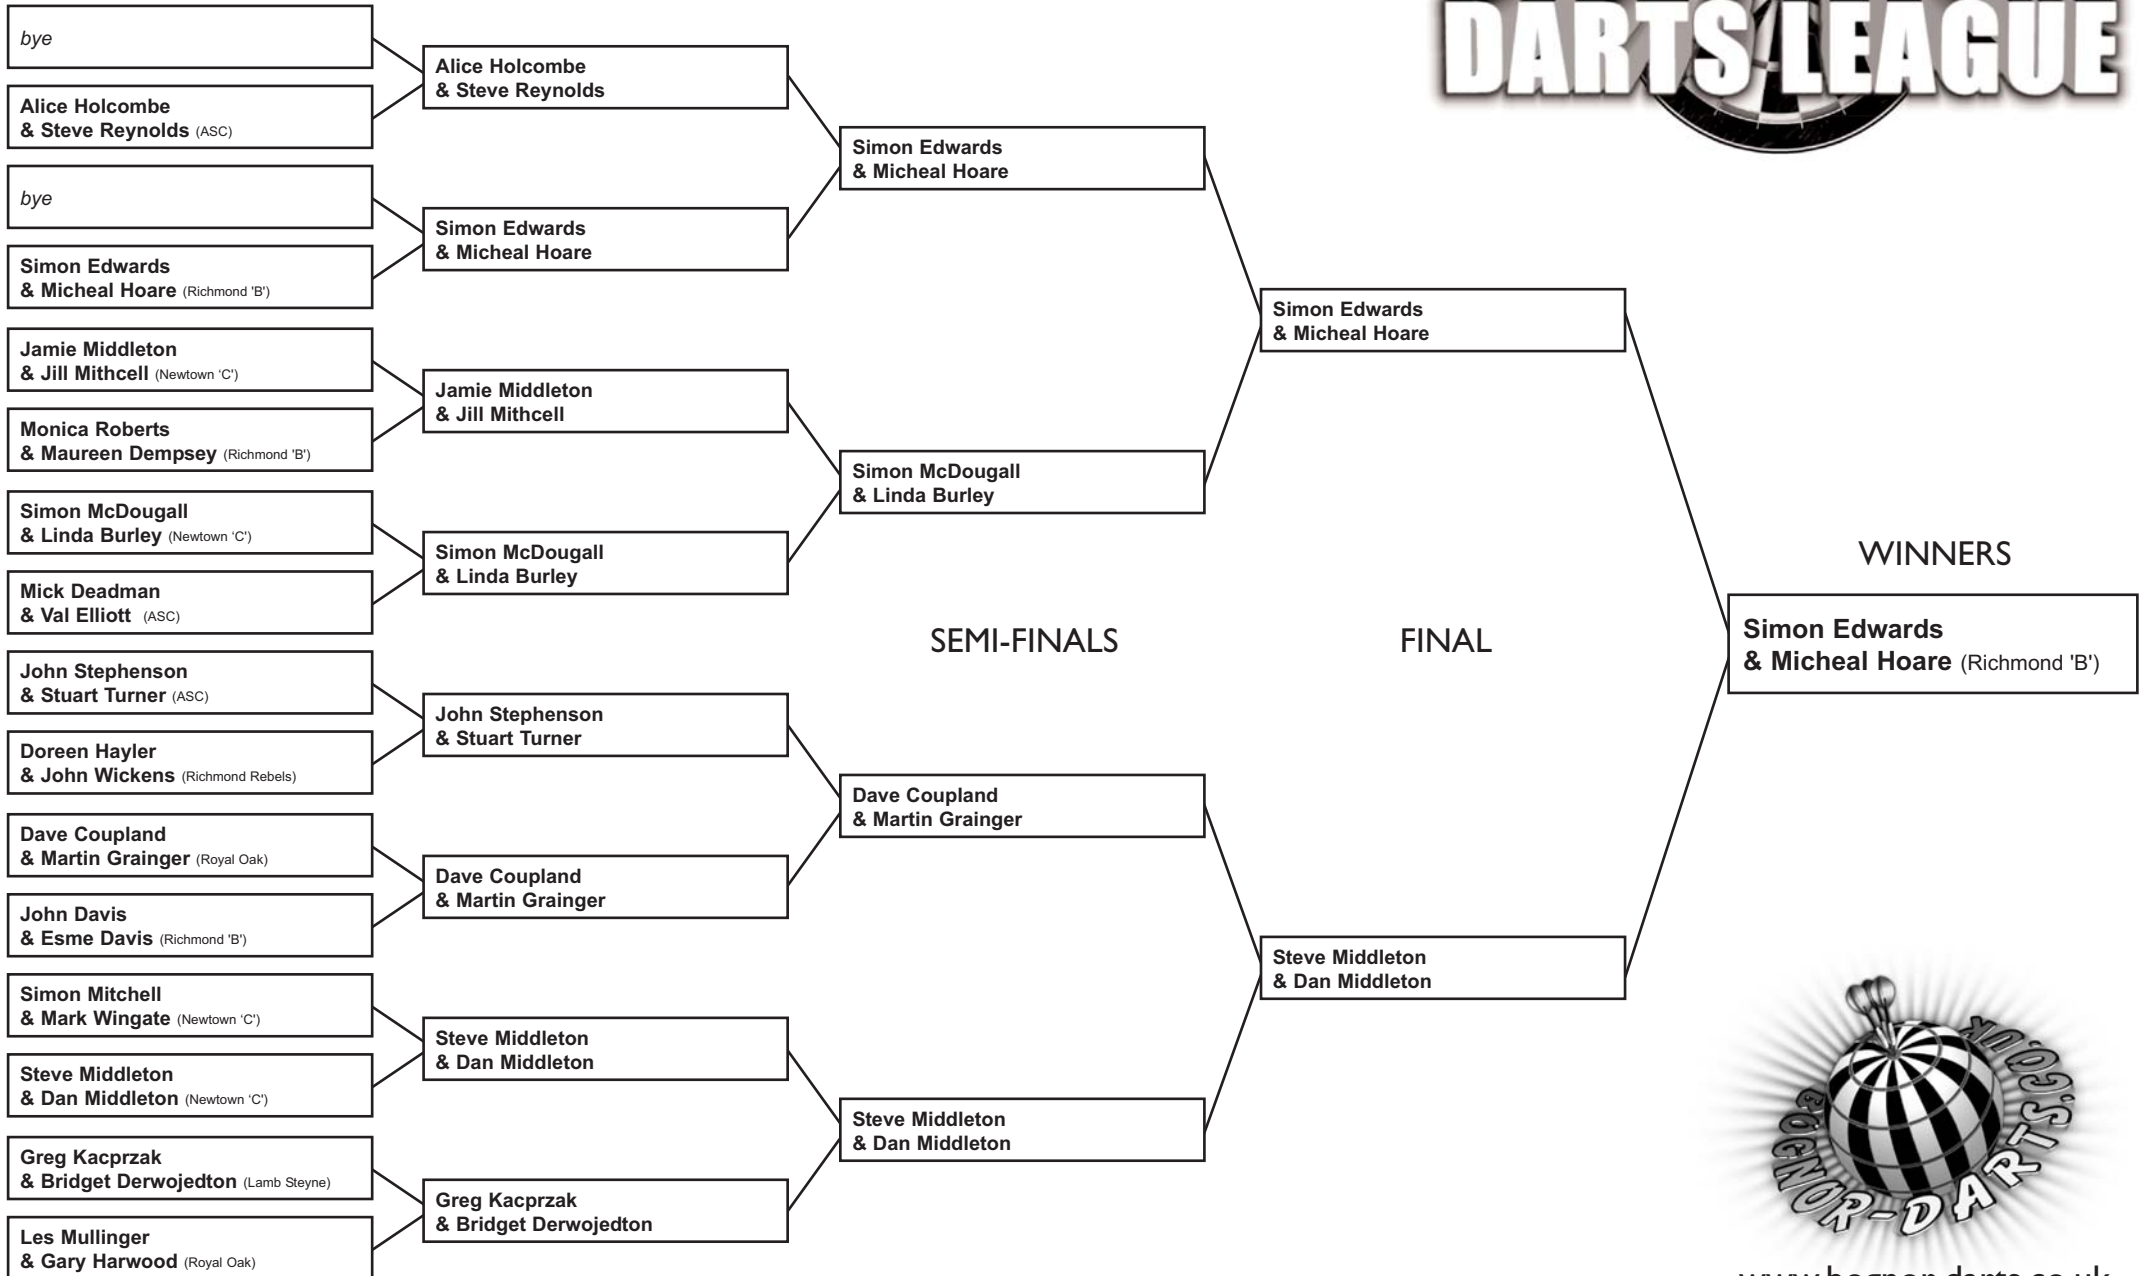 DARTS LEAGUE
bye
Alice Holcombe
& Steve Reynolds (ASC)
bye
Simon Edwards
& Micheal Hoare (Richmond 'B')
Jamie Middleton
& Jill Mithcell (Newtown ‘C')
Monica Roberts
& Maureen Dempsey (Richmond 'B')
Simon McDougall
& Linda Burley (Newtown ‘C')
Mick Deadman
& Val Elliott (ASC)
John Stephenson
& Stuart Turner (ASC)
Doreen Hayler
& John Wickens (Richmond Rebels)
Dave Coupland
& Martin Grainger (Royal Oak)
John Davis
& Esme Davis (Richmond 'B')
Simon Mitchell
& Mark Wingate (Newtown ‘C')
Steve Middleton
& Dan Middleton (Newtown ‘C')
Greg Kacprzak
& Bridget Derwojedton (Lamb Steyne)
Les Mullinger
& Gary Harwood (Royal Oak)
Alice Holcombe
& Steve Reynolds
Simon Edwards
& Micheal Hoare
Jamie Middleton
& Jill Mithcell
Simon McDougall
& Linda Burley
John Stephenson
& Stuart Turner
Dave Coupland
& Martin Grainger
Steve Middleton
& Dan Middleton
Greg Kacprzak
& Bridget Derwojedton
Simon Edwards
& Micheal Hoare
Simon McDougall
& Linda Burley
SEMI-FINALS
Dave Coupland
& Martin Grainger
Steve Middleton
& Dan Middleton
Simon Edwards
& Micheal Hoare
FINAL
Steve Middleton
& Dan Middleton
WINNERS
Simon Edwards
& Micheal Hoare (Richmond 'B')
BOGNOR-DARTS.CO.UK
www.bognor-darts.co.uk